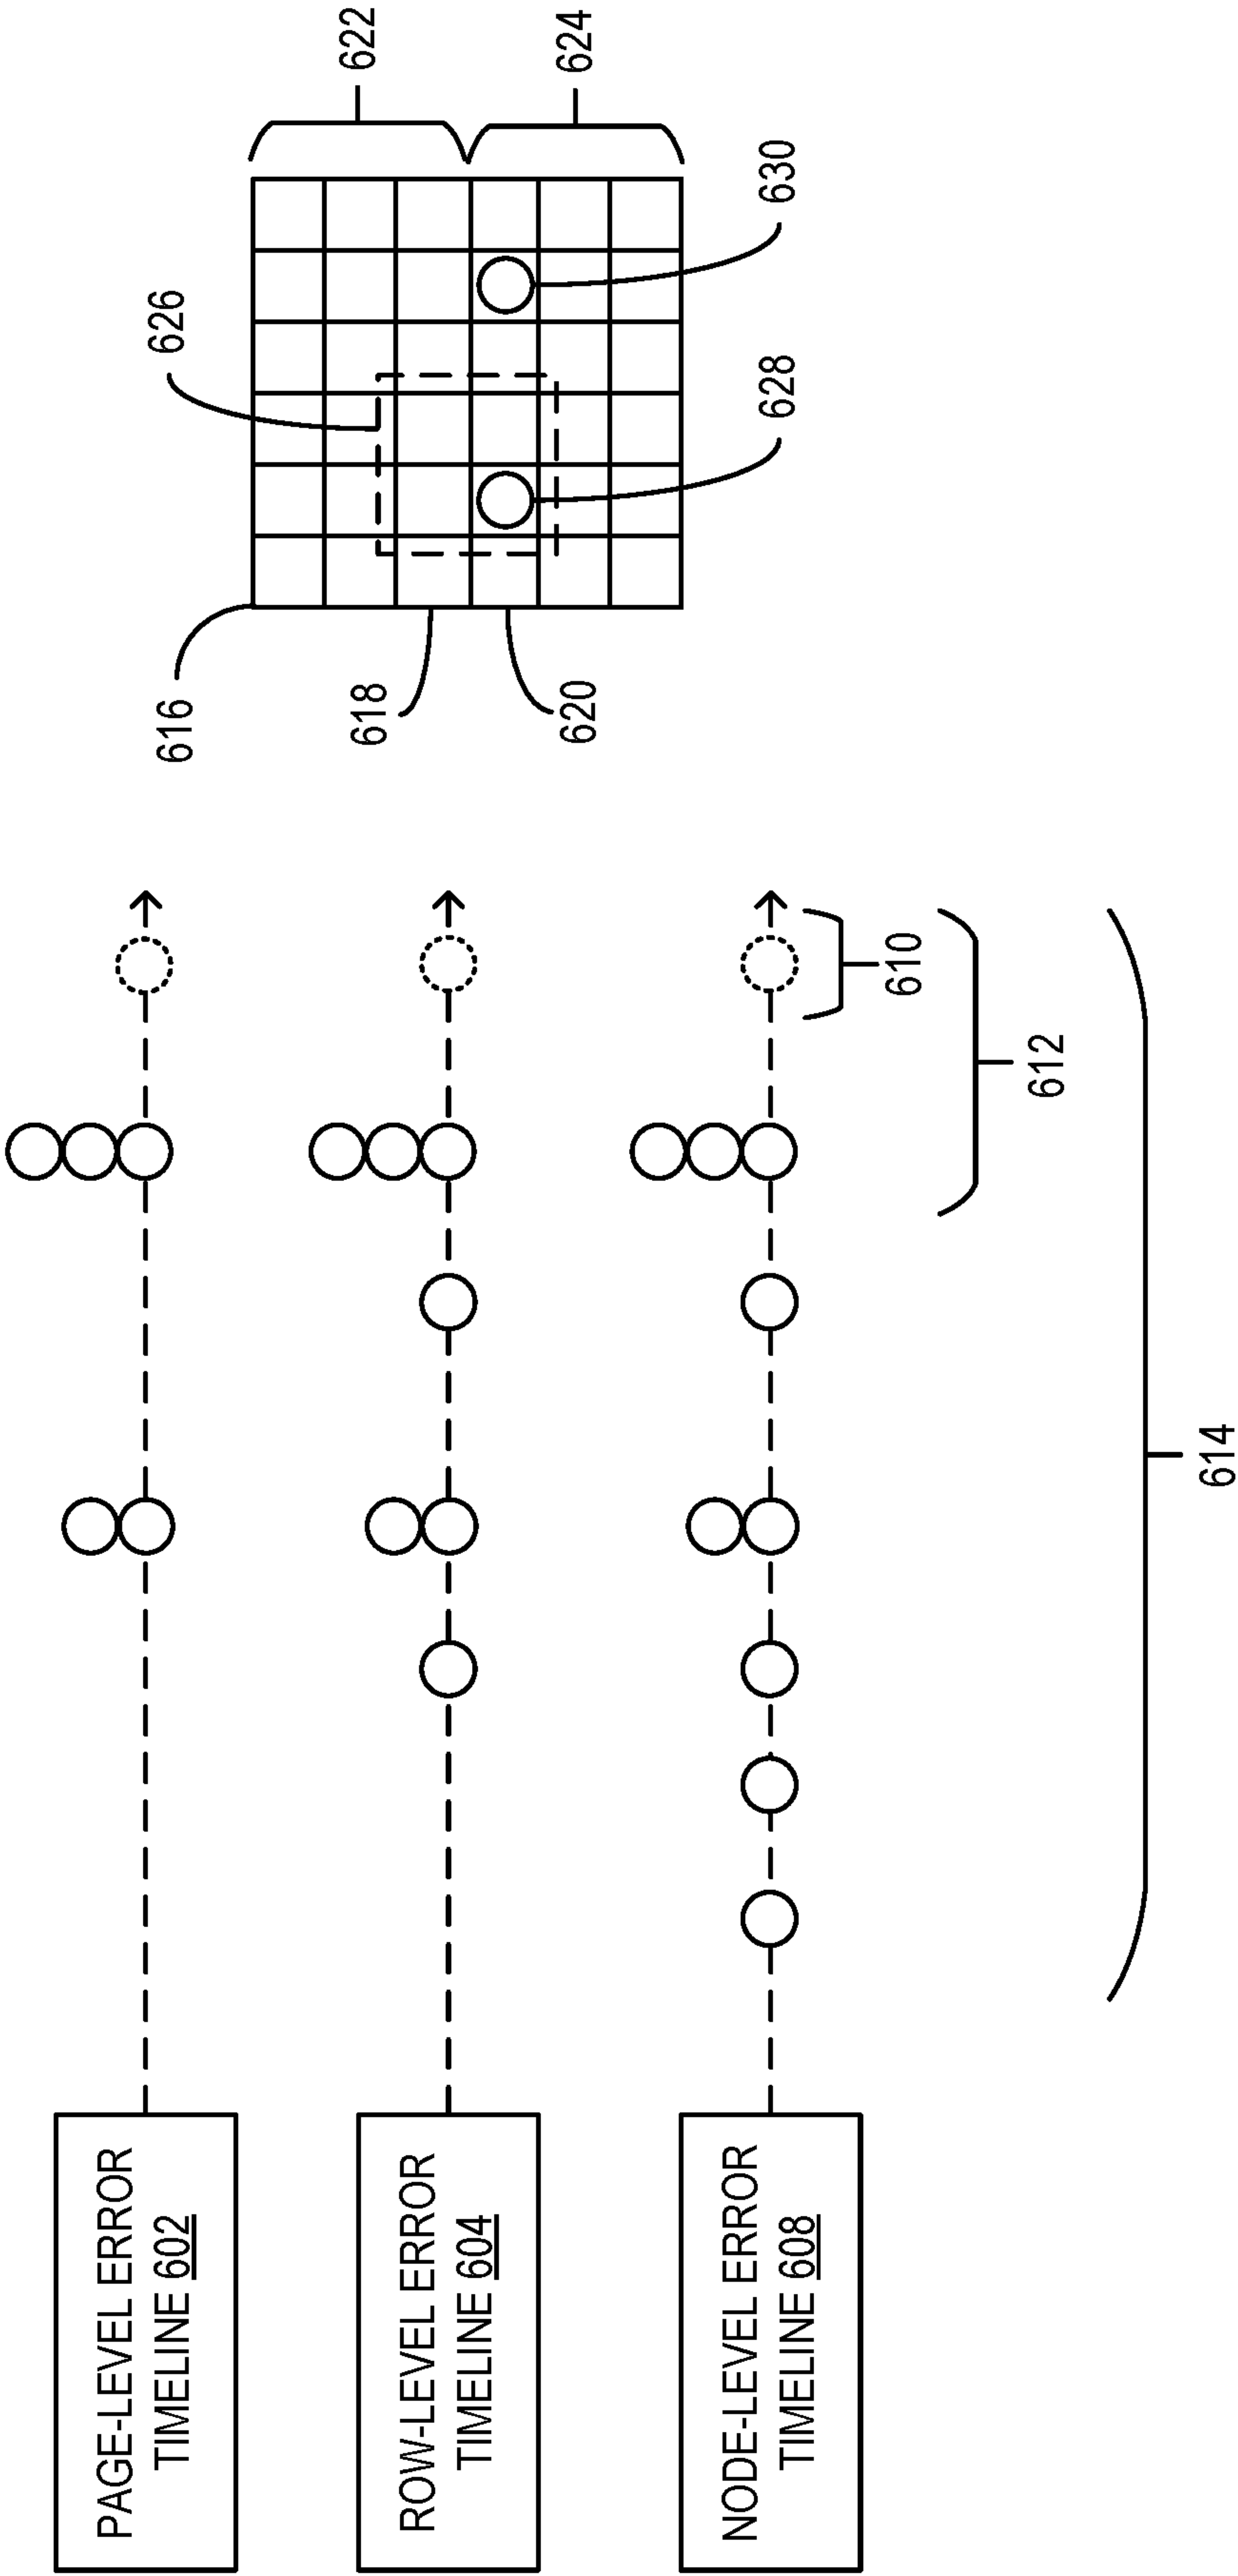 PAGE-LEVEL ERROR
TIMELINE 602
ROW-LEVEL ERROR
TIMELINE 604
NODE-LEVEL ERROR
TIMELINE 608
610
612
614
616
618
620
622
624
626
628
630